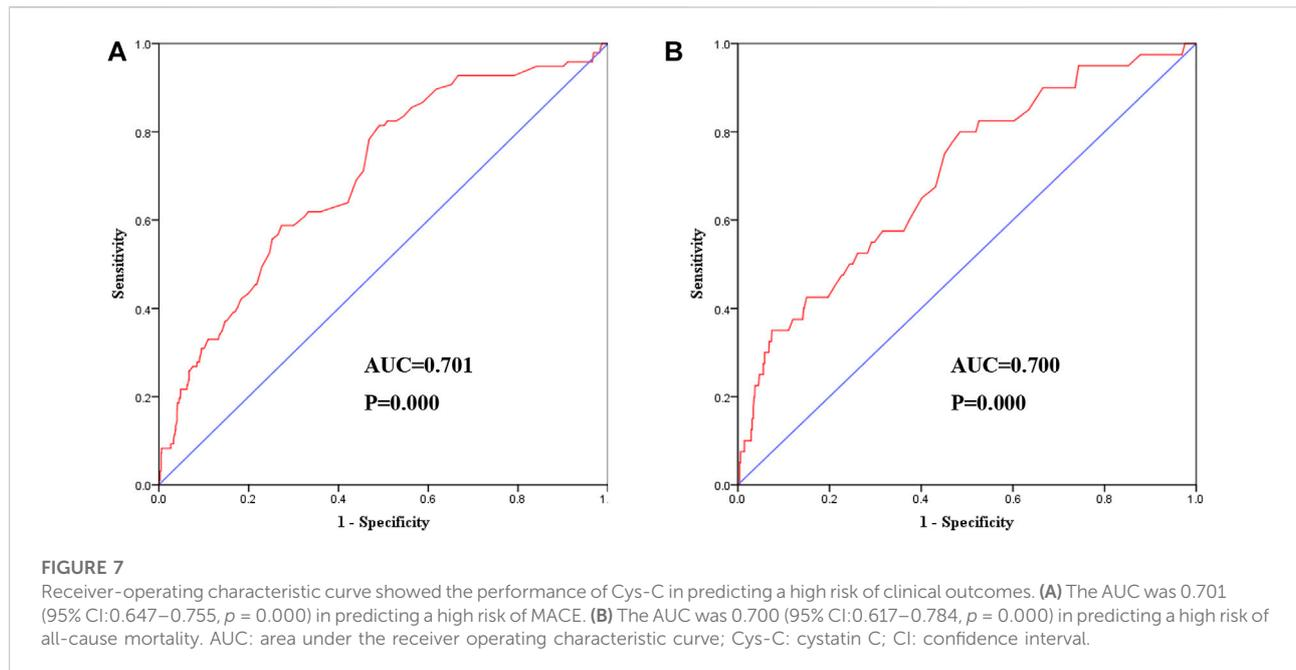 A
B
1.0
0.8
0.6
0.4
0.2
0.0
Sensitivity
0.0 0.2 0.4 0.6 0.8 1.
1 - Specificity
AUC=0.701
P=0.000
1.0
0.8
0.6
0.4
0.2
0.0
Sensitivity
0.0 0.2 0.4 0.6 0.8 1.0
1 - Specificity
AUC=0.700
P=0.000
FIGURE 7
Receiver-operating characteristic curve showed the performance of Cys-C in predicting a high risk of clinical outcomes. (A) The AUC was 0.701
(95% CI:0.647–0.755, p = 0.000) in predicting a high risk of MACE. (B) The AUC was 0.700 (95% CI:0.617–0.784, p = 0.000) in predicting a high risk of
all-cause mortality. AUC: area under the receiver operating characteristic curve; Cys-C: cystatin C; CI: confidence interval.